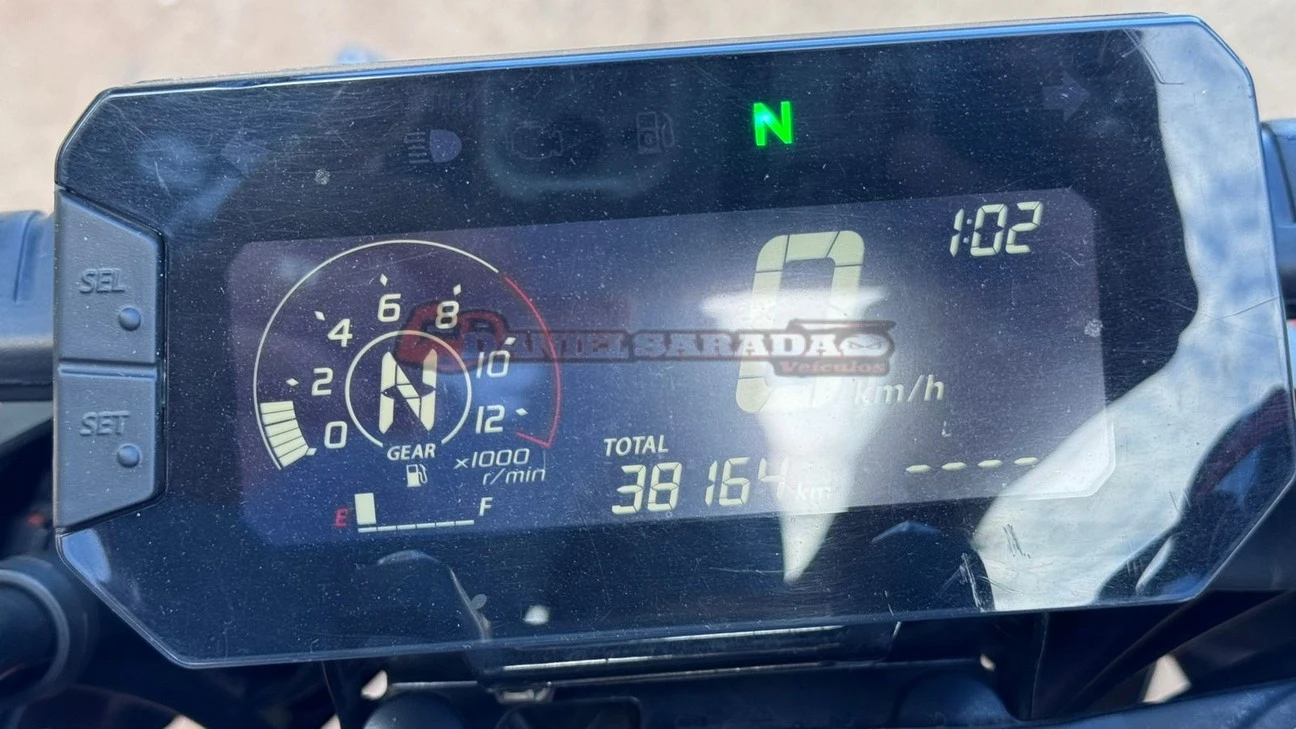 N
1:02
SEL
SET
0
2
4
6
8
10
12
N
GEAR
x1000
r/min
0
km/h
DANIEL SARADA
Veículos
TOTAL
38164 km
E
F
----